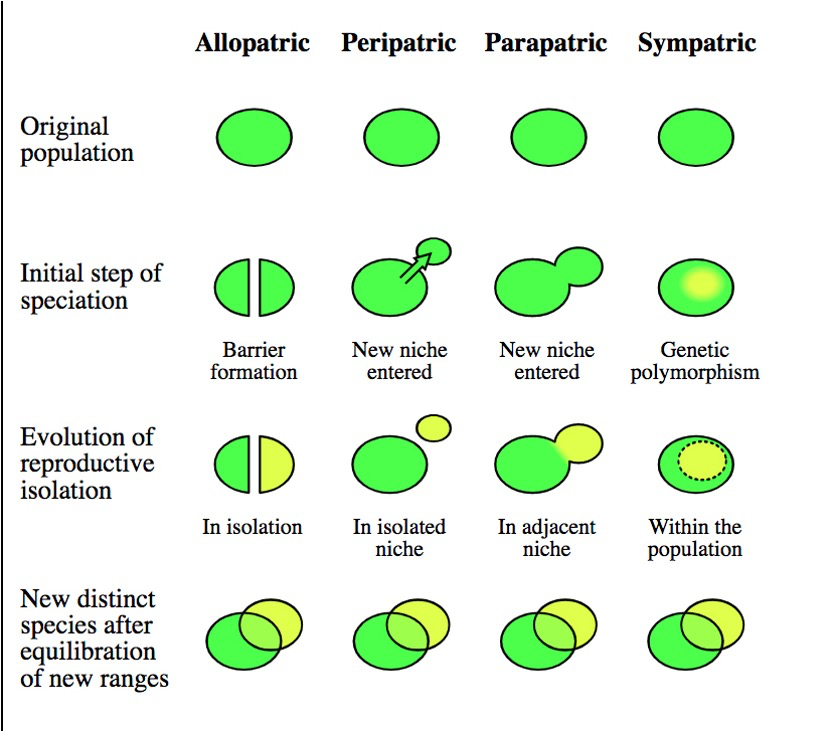 Allopatric Peripatric Parapatric Sympatric
Original
population
Initial step of
speciation
Barrier
formation
New niche
entered
New niche
entered
Genetic
polymorphism
Evolution of
reproductive
isolation
In isolation
In isolated
niche
In adjacent
niche
Within the
population
New distinct
species after
equilibration
of new ranges